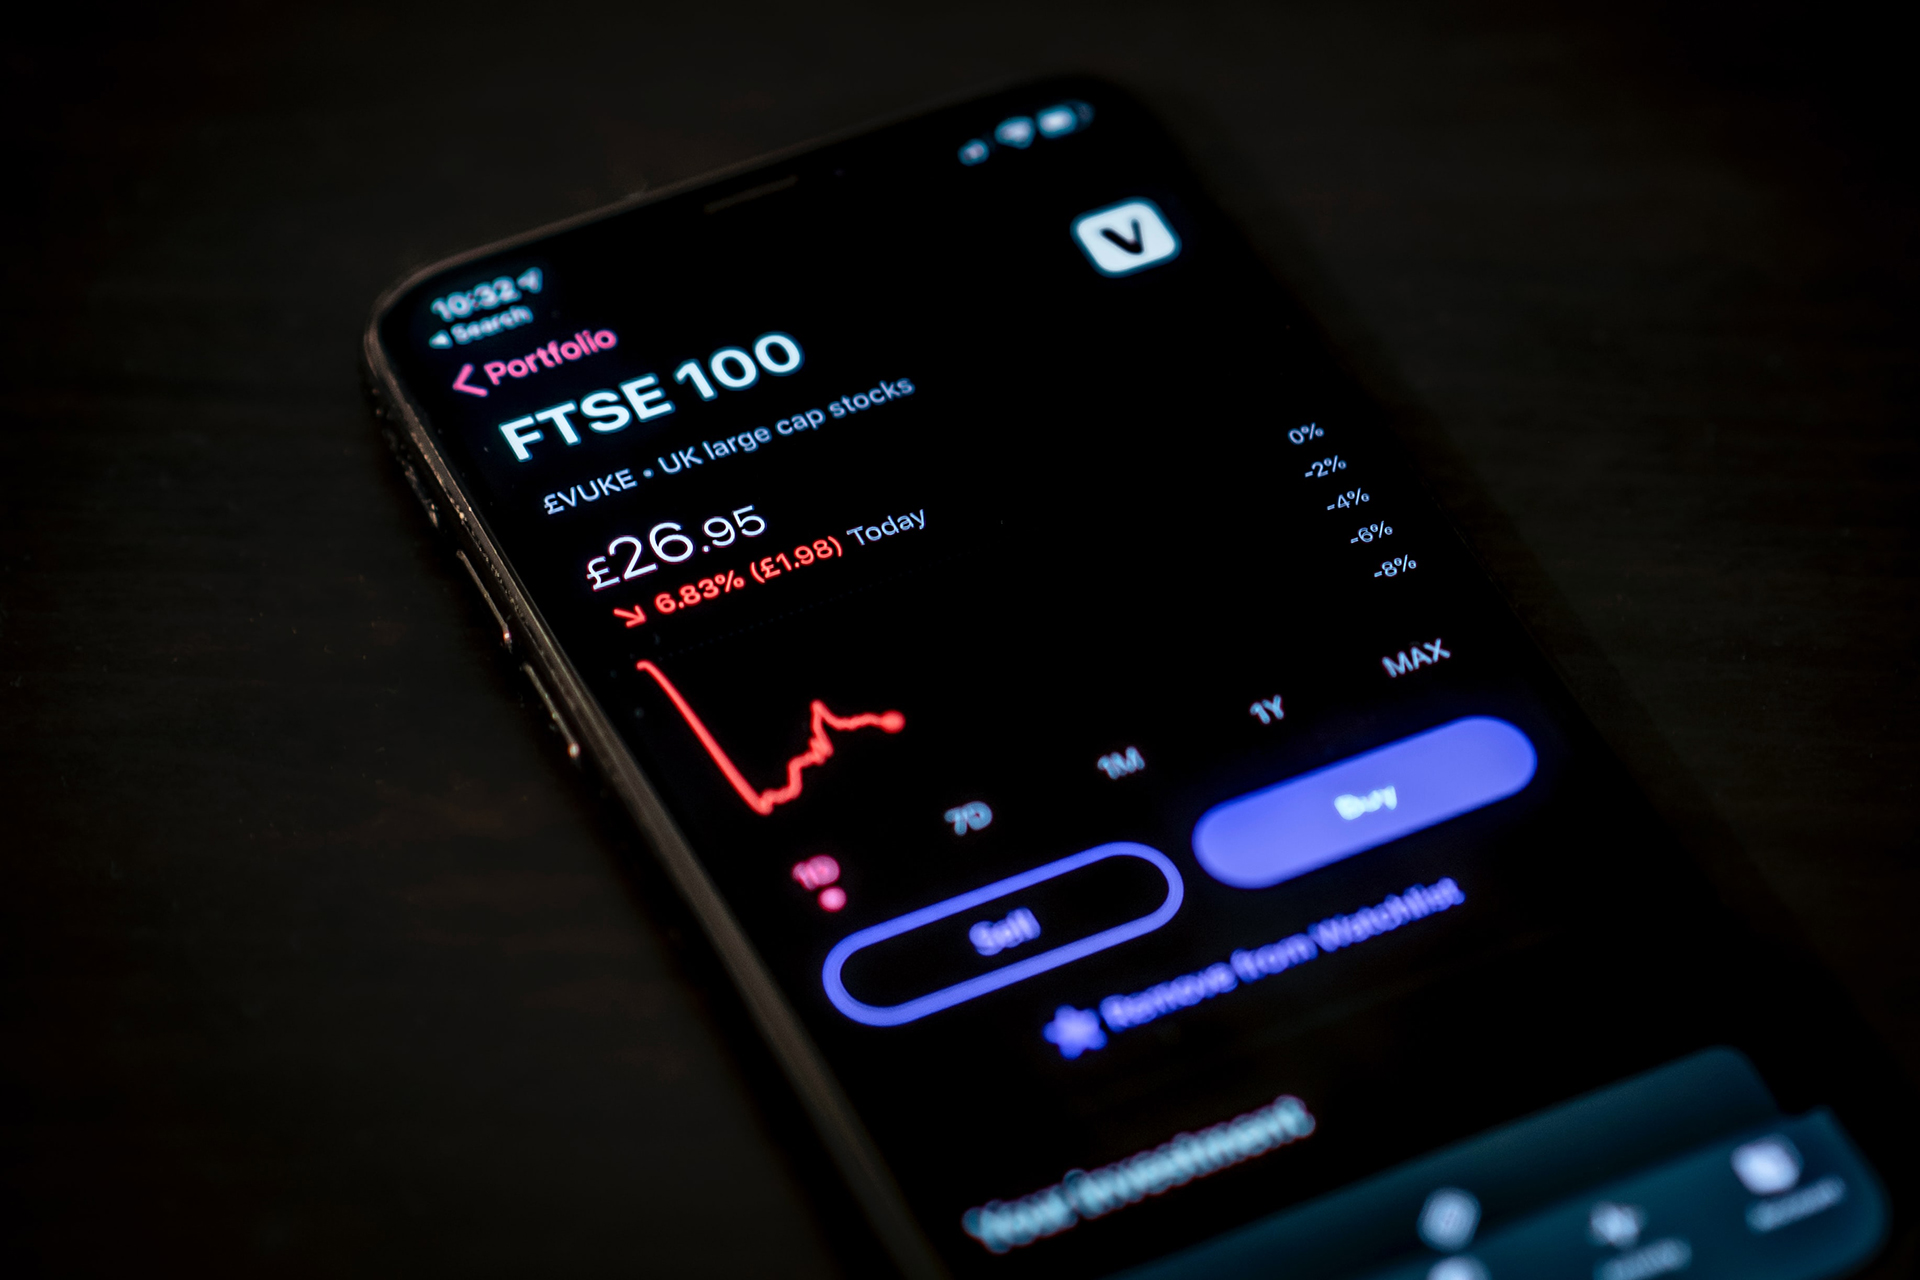 10:32
Search
Portfolio
V
FTSE 100
£VUKE • UK large cap stocks
£26.95
6.83% (£1.98) Today
0%
-2%
-4%
-6%
-8%
1D 7D 1M 1Y MAX
Sell Buy
Remove from Watchlist
Your Investment